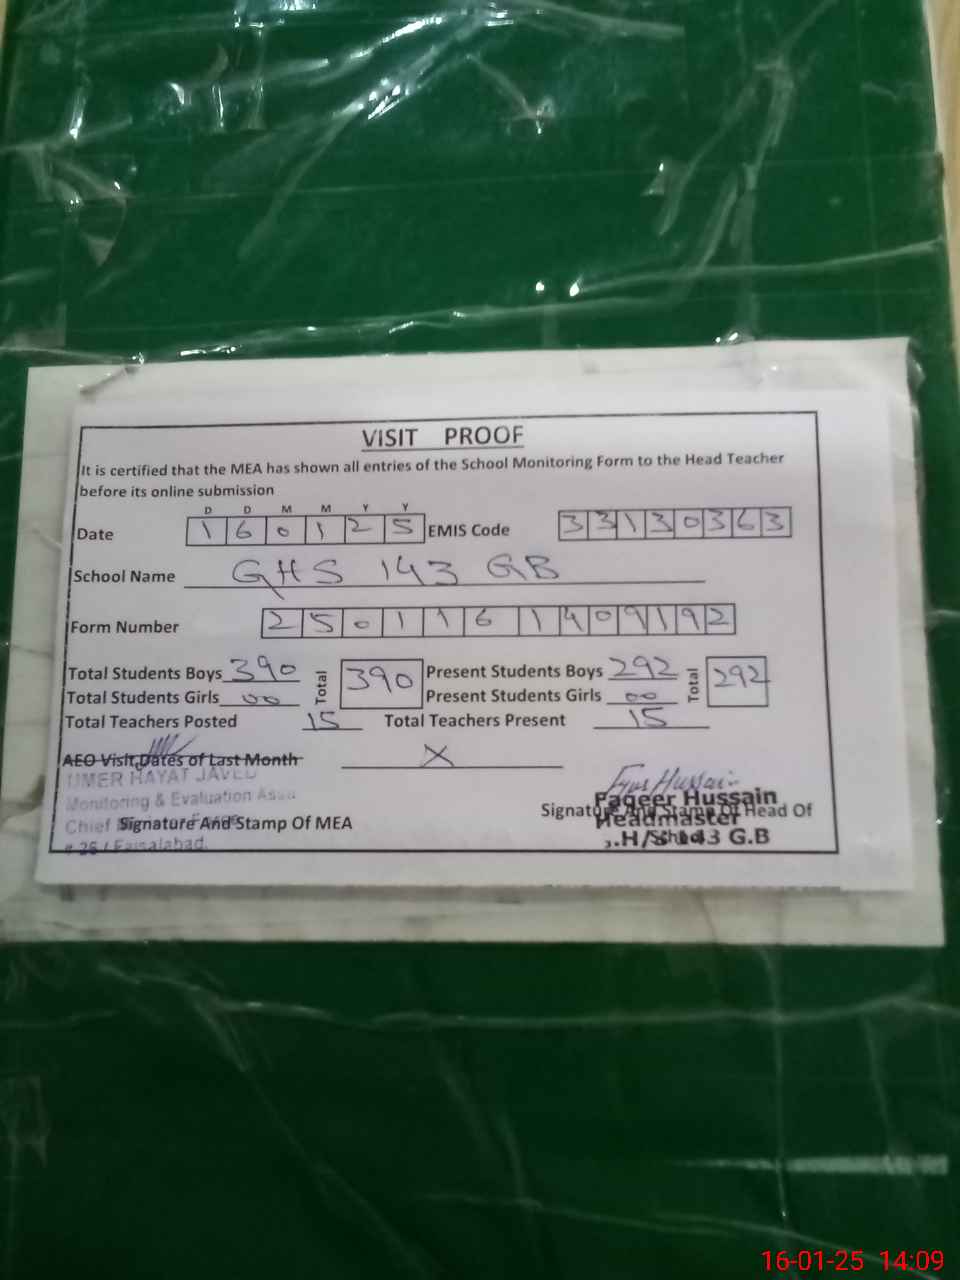 VISIT PROOF
It is certified that the MEA has shown all entries of the School Monitoring Form to the Head Teacher
before its online submission
D D M M Y Y
Date 1 6 0 1 2 5 EMIS Code 3 3 1 3 0 3 6 3
School Name GHS 143 GB
Form Number 2 5 0 1 1 6 1 4 0 9 1 9 2
Total Students Boys 390 Total 390 Present Students Boys 292 Total 292
Total Students Girls 00 Present Students Girls 00
Total Teachers Posted 15 Total Teachers Present 15
AEO Visit Dates of Last Month X
UMER HAYAT JAVED
Monitoring & Evaluation Assis
Faqeer Hussain
Signature And Stamp Of Head Of
Headmaster
Chief
Signature And Stamp Of MEA
School
.H/S 143 G.B
# 26 / Faisalabad.
16-01-25 14:09